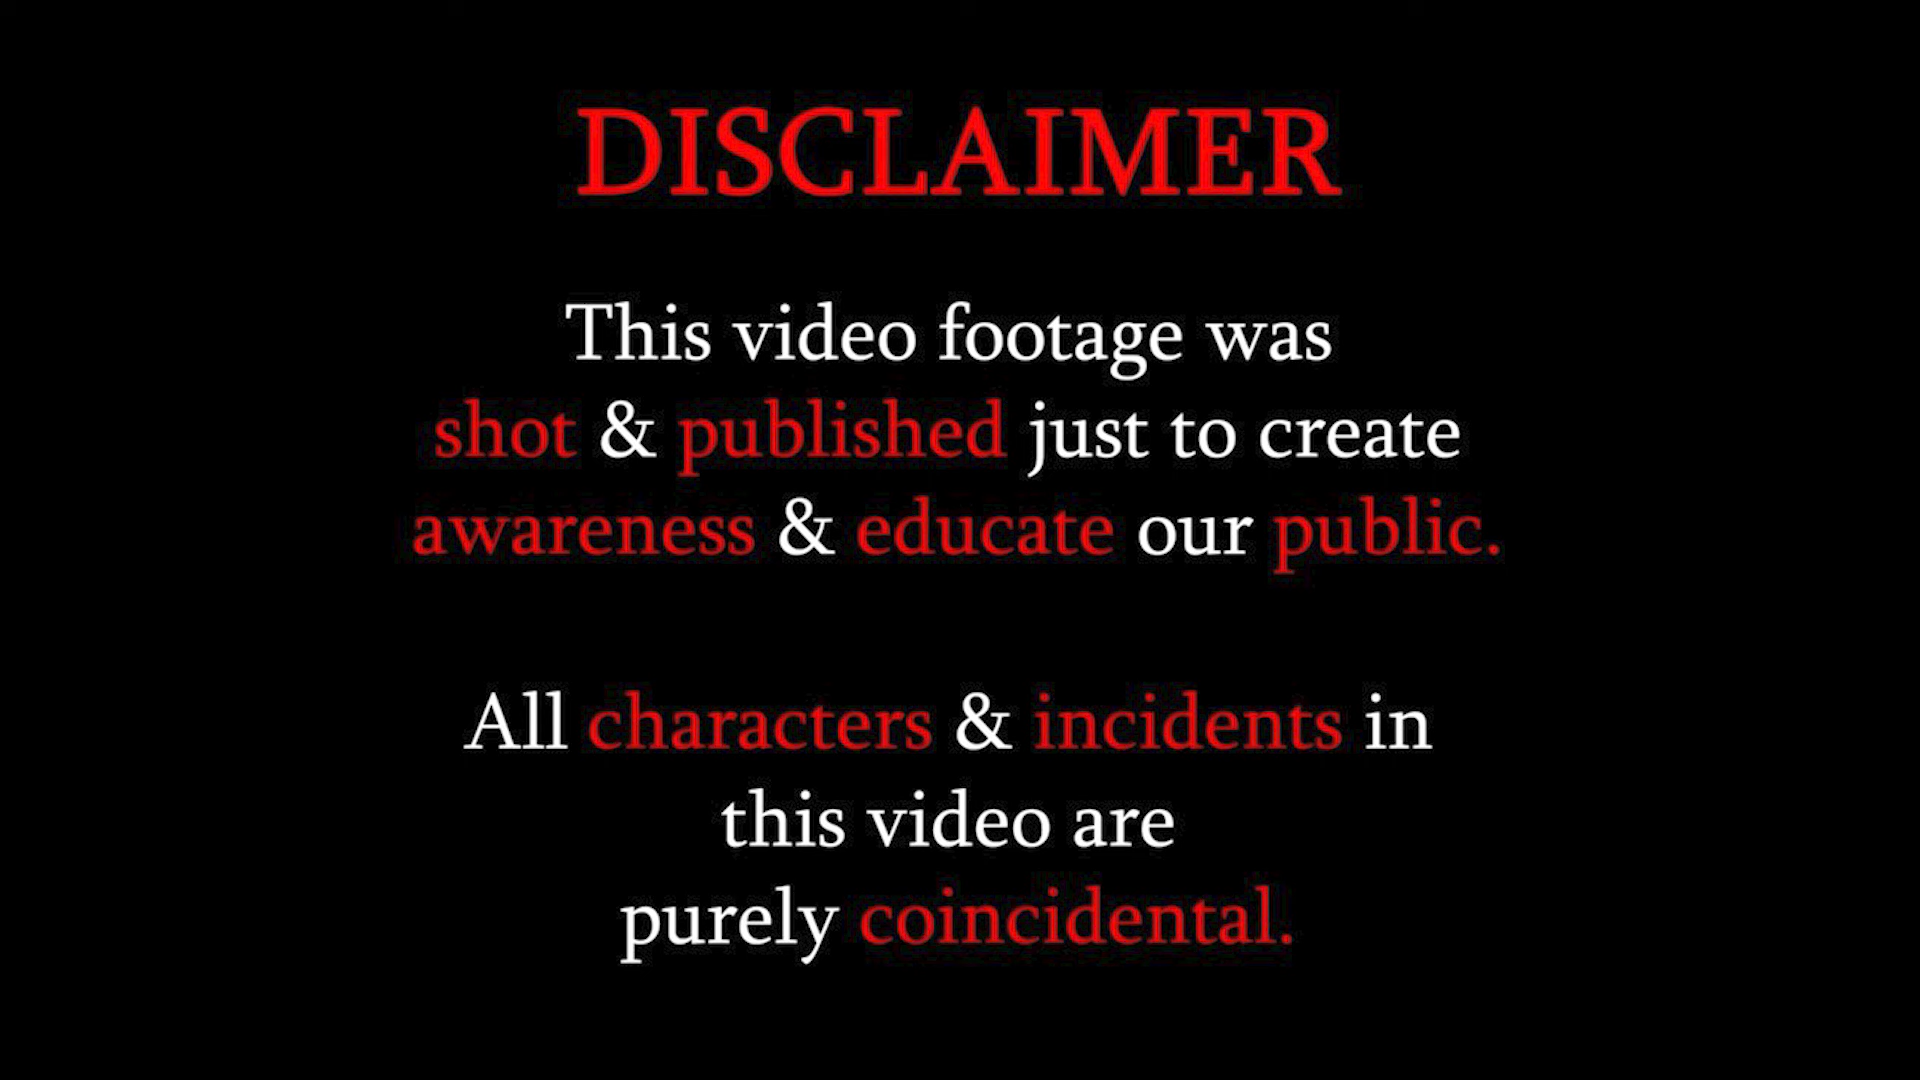 DISCLAIMER
This video footage was
shot & published just to create
awareness & educate our public.
All characters & incidents in
this video are
purely coincidental.